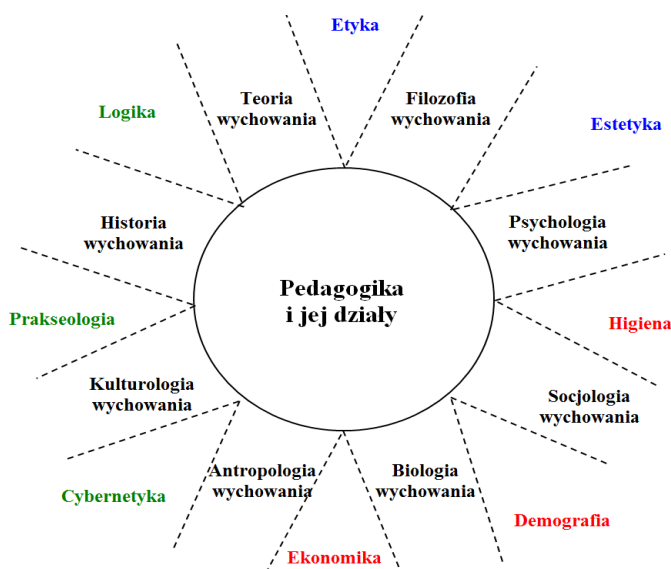 Etyka
Teoria
wychowania
Filozofia
wychowania
Logika
Estetyka
Historia
wychowania
Psychologia
wychowania
Pedagogika
i jej działy
Prakseologia
Higiena
Kulturologia
wychowania
Socjologia
wychowania
Antropologia
wychowania
Biologia
wychowania
Cybernetyka
Demografia
Ekonomika